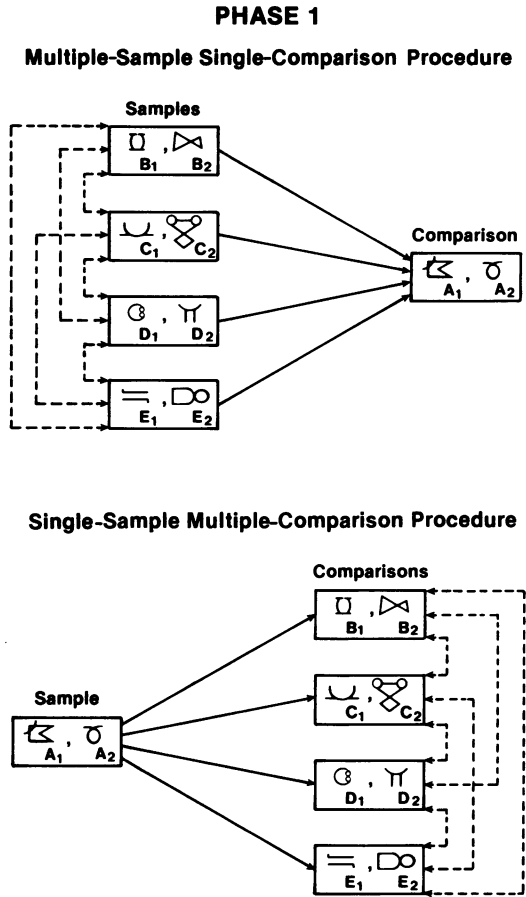 PHASE 1
Multiple-Sample Single-Comparison Procedure
Samples
B1 , B2
C1 , C2
Comparison
A1 , A2
D1 , D2
E1 , E2
Single-Sample Multiple-Comparison Procedure
Comparisons
B1 , B2
Sample
C1 , C2
A1 , A2
D1 , D2
E1 , E2